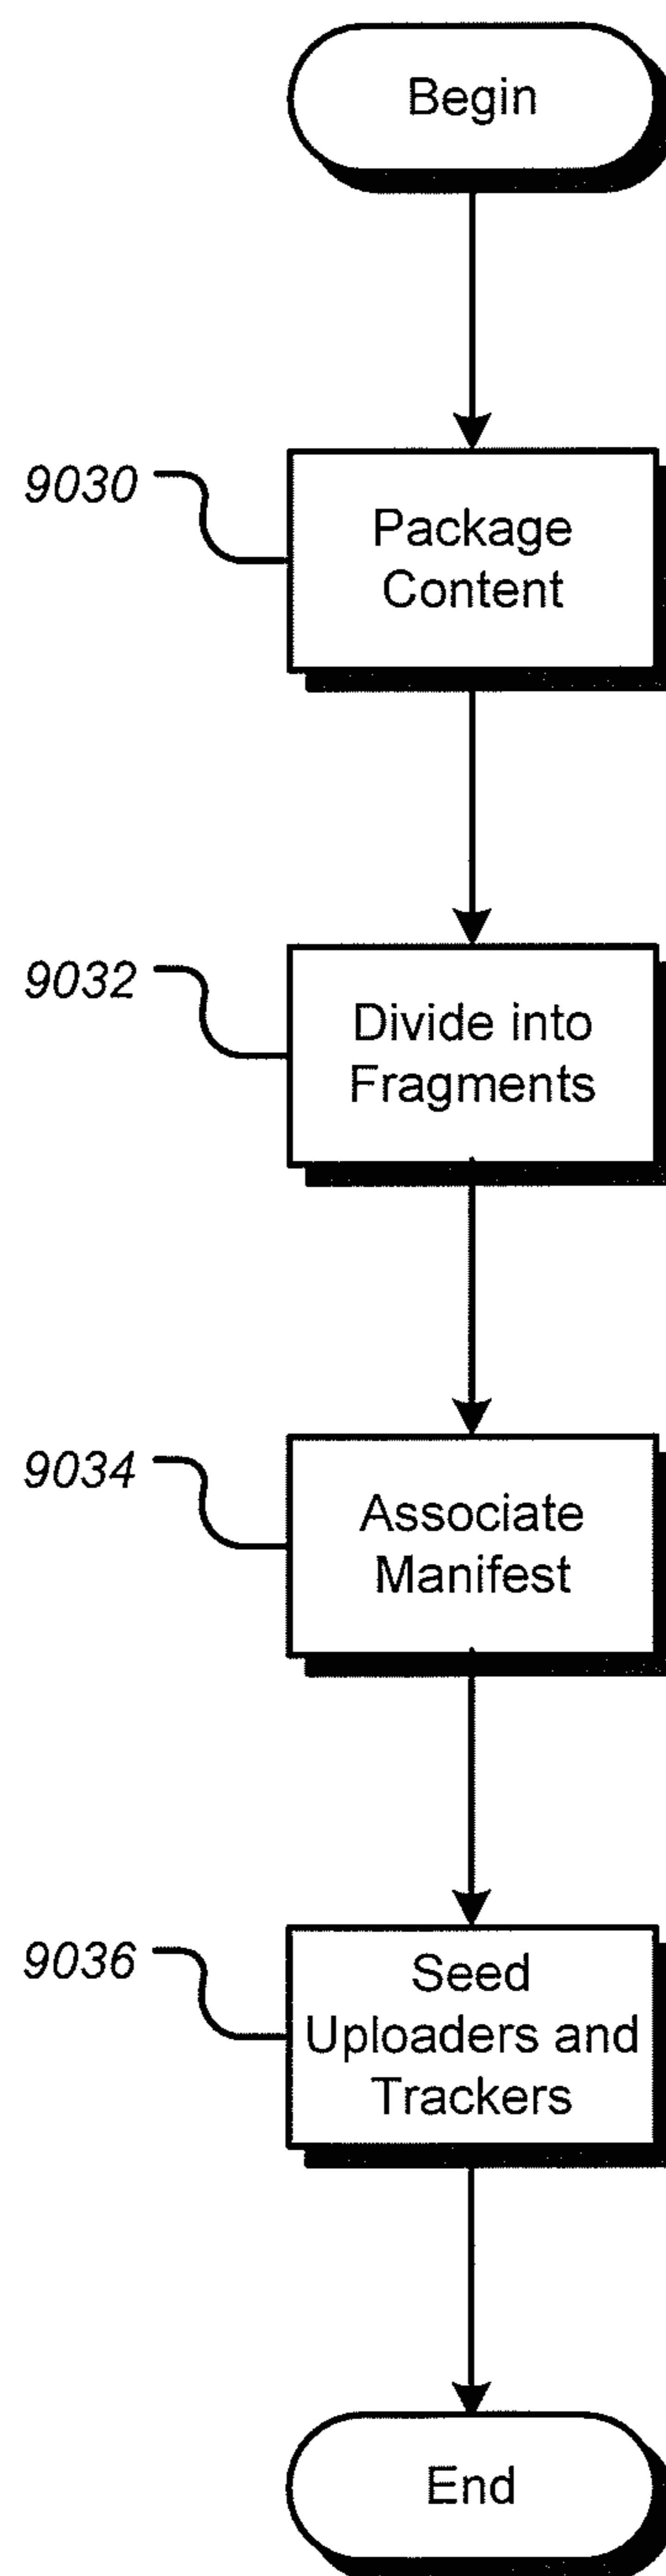 Begin
9030
Package
Content
9032
Divide into
Fragments
9034
Associate
Manifest
9036
Seed
Uploaders and
Trackers
End